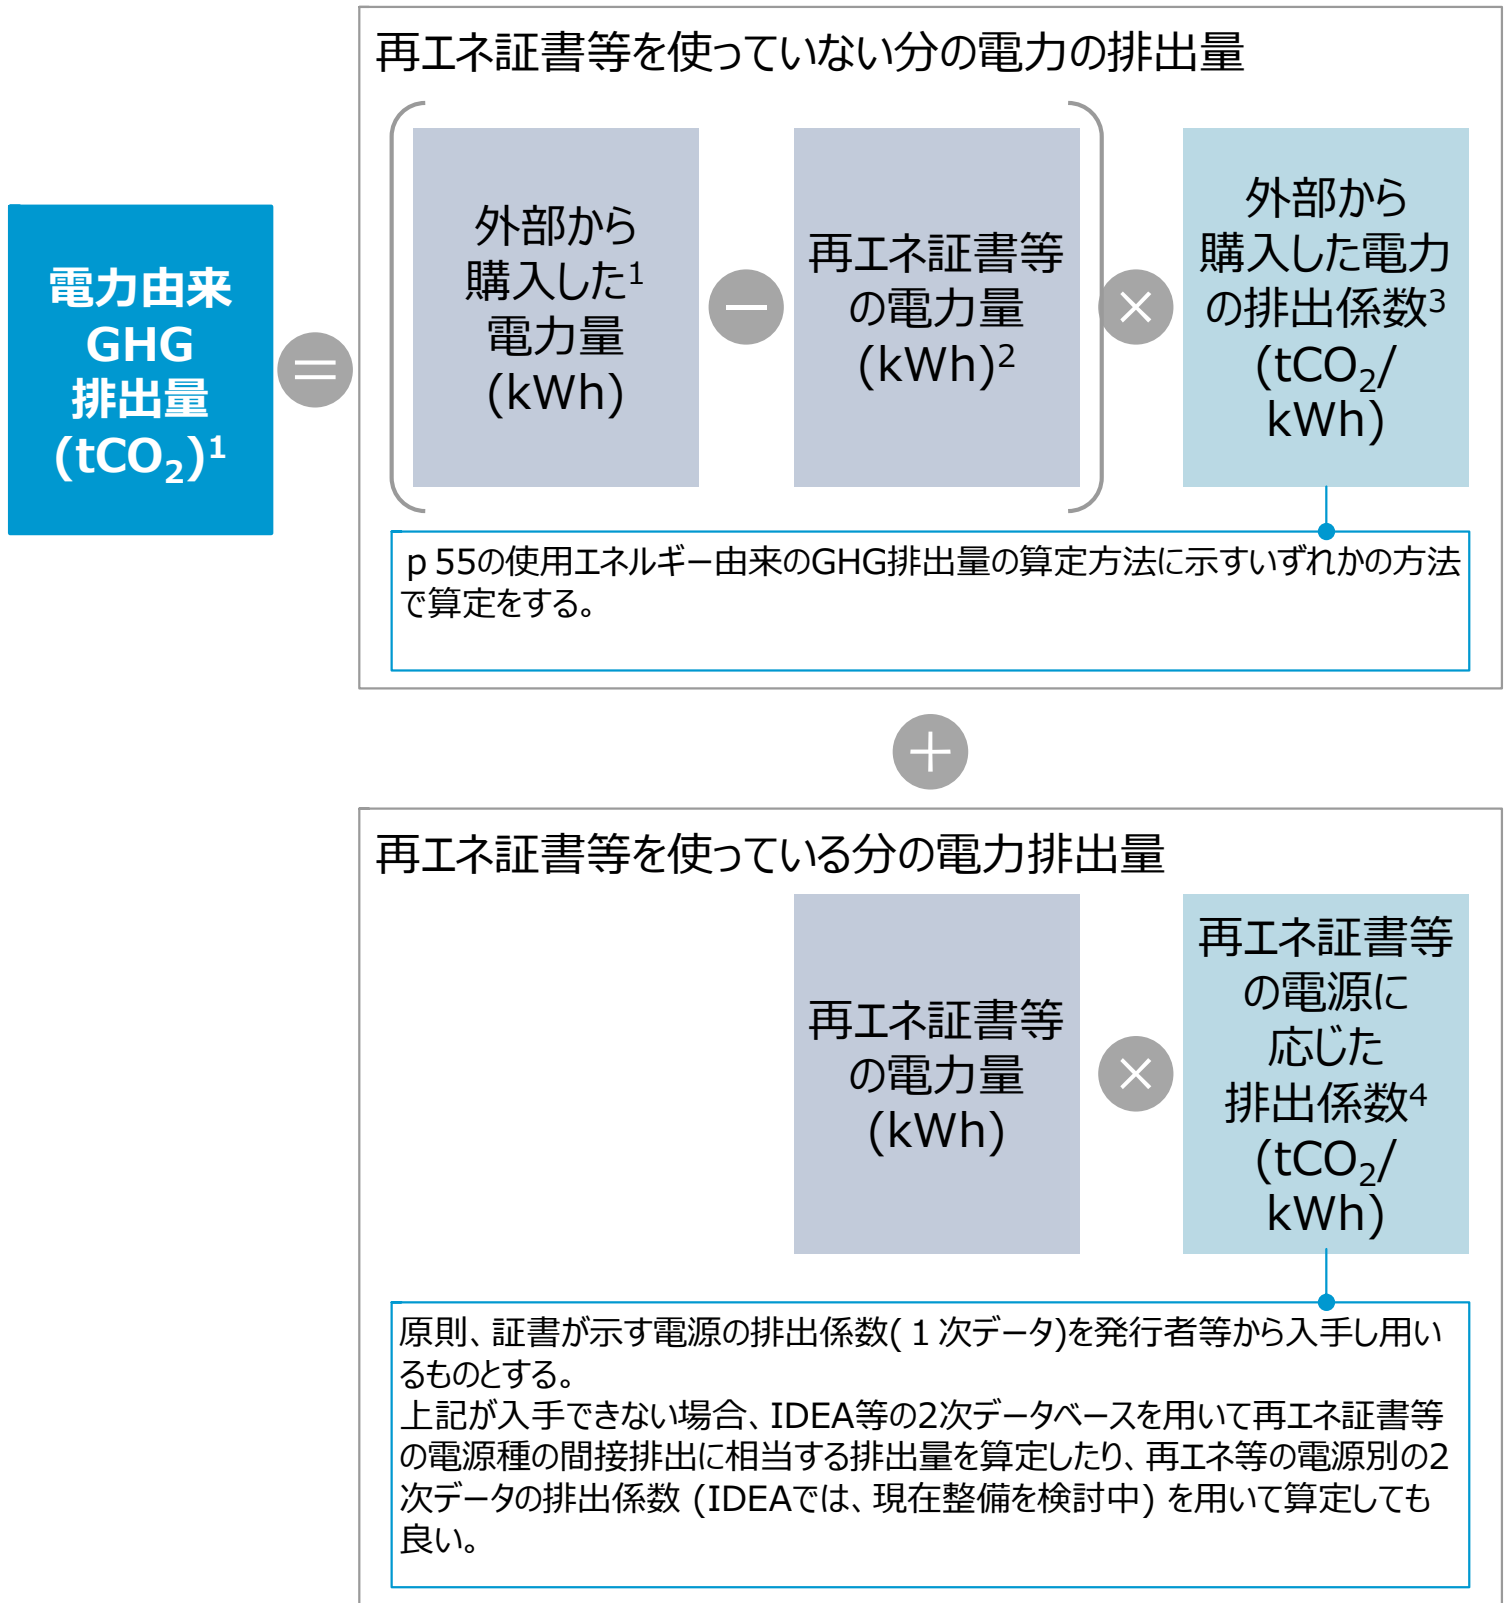 再エネ証書等を使っていない分の電力の排出量
電力由来
GHG
排出量
(tCO₂)¹
=
外部から
購入した¹
電力量
(kWh)
−
再エネ証書等
の電力量
(kWh)²
×
外部から
購入した電力
の排出係数³
(tCO₂/
kWh)
ｐ55の使用エネルギー由来のGHG排出量の算定方法に示すいずれかの方法
で算定をする。
+
再エネ証書等を使っている分の電力排出量
再エネ証書等
の電力量
(kWh)
×
再エネ証書等
の電源に
応じた
排出係数⁴
(tCO₂/
kWh)
原則、証書が示す電源の排出係数(１次データ)を発行者等から入手し用い
るものとする。
上記が入手できない場合、IDEA等の2次データベースを用いて再エネ証書等
の電源種の間接排出に相当する排出量を算定したり、再エネ等の電源別の2
次データの排出係数 (IDEAでは、現在整備を検討中) を用いて算定しても
良い。